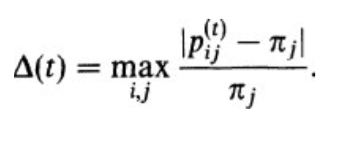 Δ(t) = max_{i,j} |p_{ij}^{(t)} − π_j| / π_j.